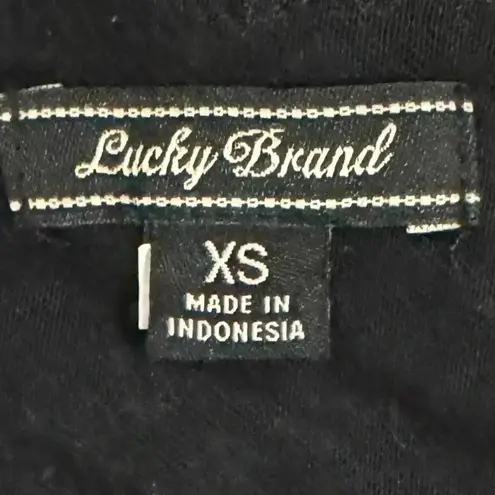 Lucky Brand
XS
MADE IN
INDONESIA